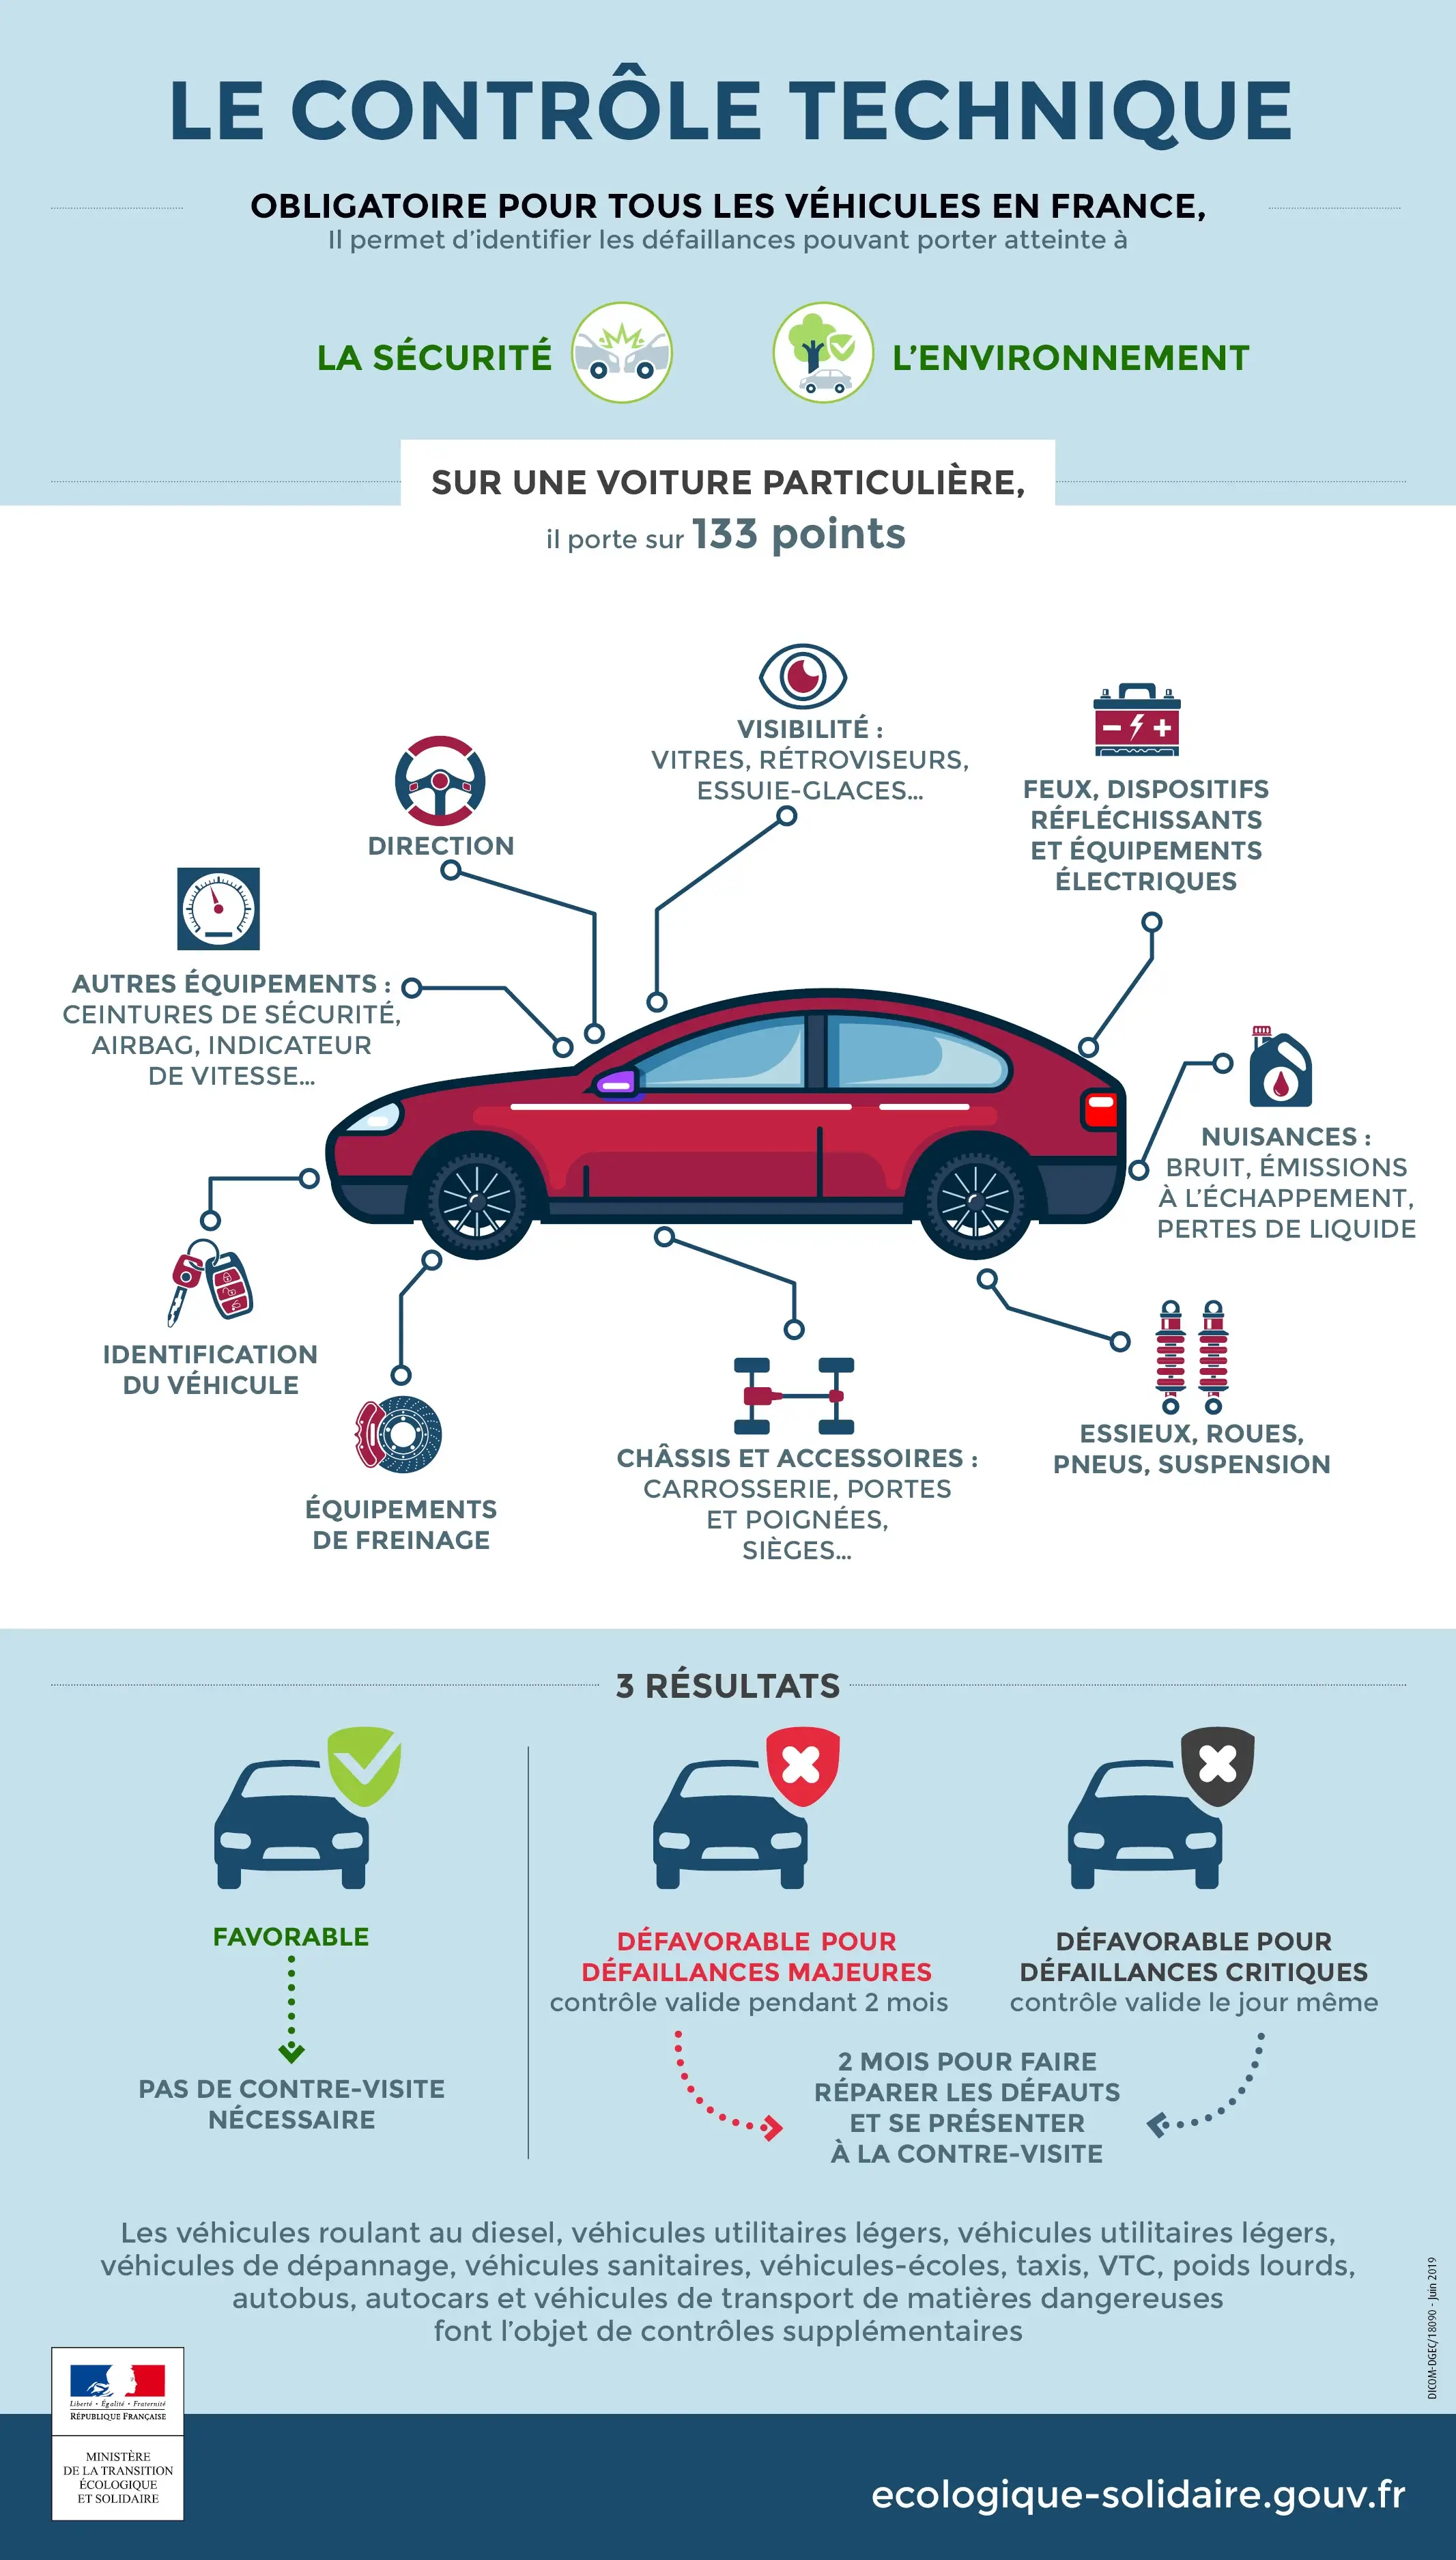 LE CONTRÔLE TECHNIQUE
OBLIGATOIRE POUR TOUS LES VÉHICULES EN FRANCE,
Il permet d'identifier les défaillances pouvant porter atteinte à
LA SÉCURITÉ
L'ENVIRONNEMENT
SUR UNE VOITURE PARTICULIÈRE,
il porte sur 133 points
VISIBILITÉ :
VITRES, RÉTROVISEURS,
ESSUIE-GLACES...
FEUX, DISPOSITIFS
RÉFLÉCHISSANTS
ET ÉQUIPEMENTS
ÉLECTRIQUES
DIRECTION
AUTRES ÉQUIPEMENTS :
CEINTURES DE SÉCURITÉ,
AIRBAG, INDICATEUR
DE VITESSE...
NUISANCES :
BRUIT, ÉMISSIONS
À L'ÉCHAPPEMENT,
PERTES DE LIQUIDE
IDENTIFICATION
DU VÉHICULE
ÉQUIPEMENTS
DE FREINAGE
CHÂSSIS ET ACCESSOIRES :
CARROSSERIE, PORTES
ET POIGNÉES,
SIÈGES...
ESSIEUX, ROUES,
PNEUS, SUSPENSION
3 RÉSULTATS
FAVORABLE
PAS DE CONTRE-VISITE
NÉCESSAIRE
DÉFAVORABLE POUR
DÉFAILLANCES MAJEURES
contrôle valide pendant 2 mois
DÉFAVORABLE POUR
DÉFAILLANCES CRITIQUES
contrôle valide le jour même
2 MOIS POUR FAIRE
RÉPARER LES DÉFAUTS
ET SE PRÉSENTER
À LA CONTRE-VISITE
Les véhicules roulant au diesel, véhicules utilitaires légers, véhicules utilitaires légers,
véhicules de dépannage, véhicules sanitaires, véhicules-écoles, taxis, VTC, poids lourds,
autobus, autocars et véhicules de transport de matières dangereuses
font l'objet de contrôles supplémentaires
DICOM-DGEC/18090 - Juin 2019
Liberté • Égalité • Fraternité
RÉPUBLIQUE FRANÇAISE
MINISTÈRE
DE LA TRANSITION
ÉCOLOGIQUE
ET SOLIDAIRE
ecologique-solidaire.gouv.fr